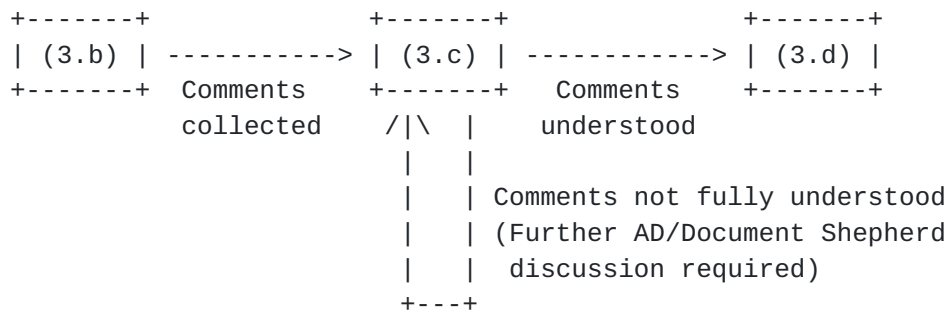 +-------+                +-------+                 +-------+
| (3.b) | -----------> | (3.c) | ------------> | (3.d) |
+-------+  Comments    +-------+   Comments    +-------+
           collected    /|\  |    understood
                         |   |
                         |   | Comments not fully understood
                         |   | (Further AD/Document Shepherd
                         |   |  discussion required)
                         +---+